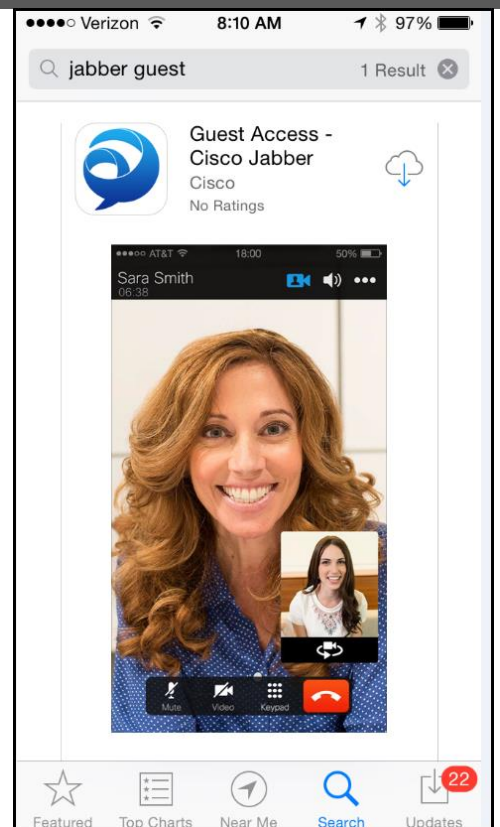 Verizon 8:10 AM 97%
jabber guest 1 Result
Guest Access -
Cisco Jabber
Cisco
No Ratings
AT&T 18:00 50%
Sara Smith
06:38
Mute Video Keypad
22
Featured Top Charts Near Me Search Updates